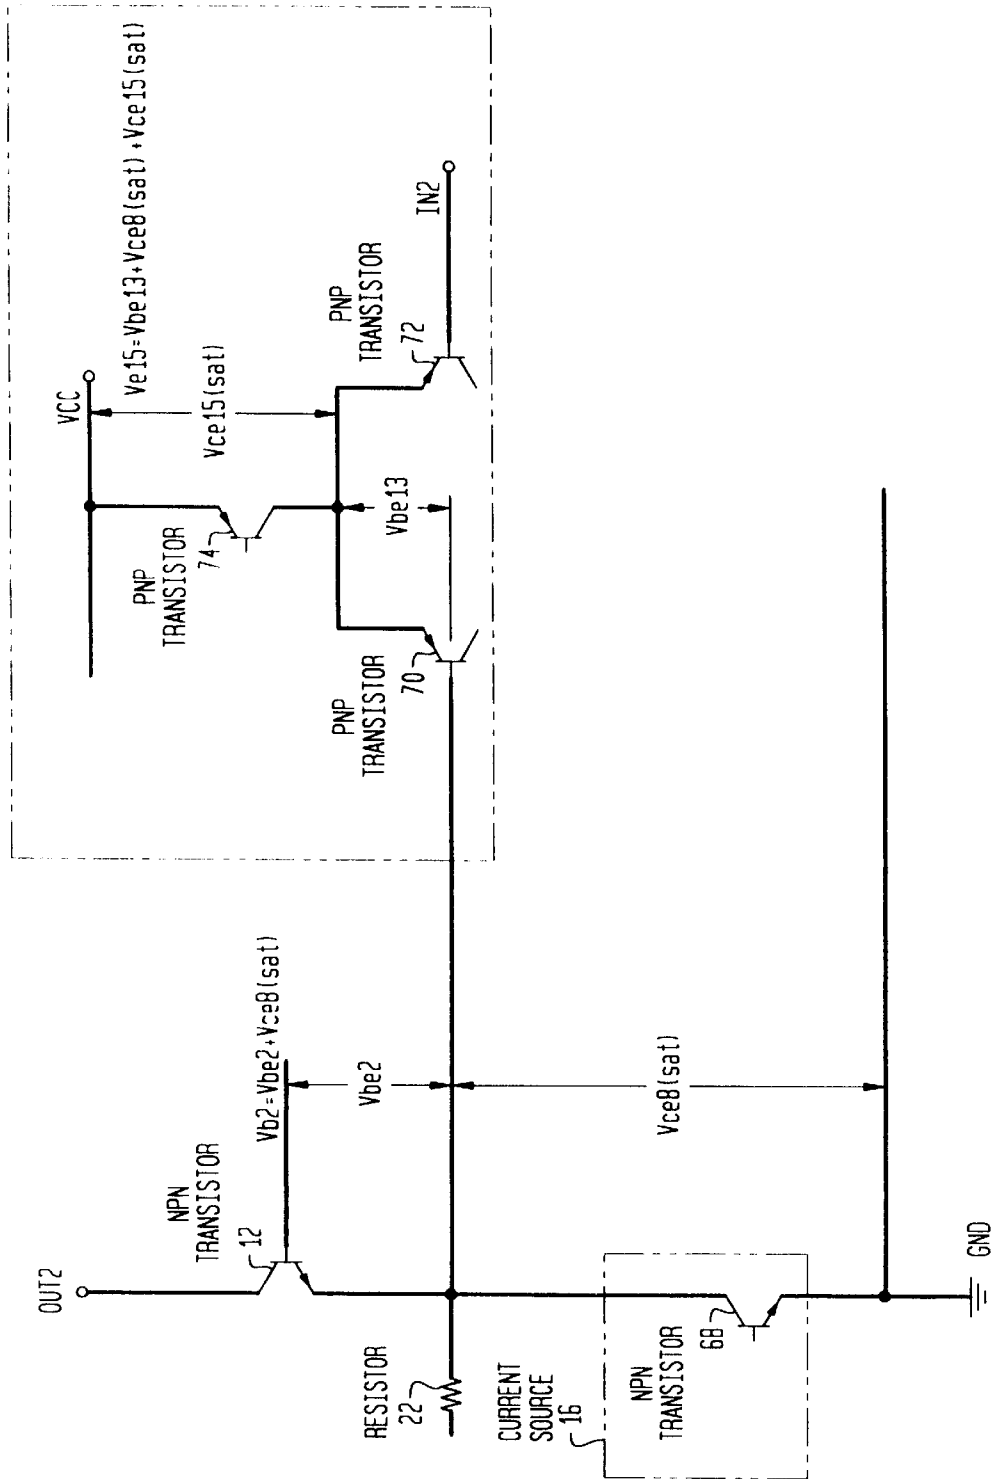 VCC
Ve15=Vbe13+Vce8(sat)+Vce15(sat)
Vce15(sat)
PNP
TRANSISTOR
74
PNP
TRANSISTOR
72
IN2
Vbe13
PNP
TRANSISTOR
70
OUT2
NPN
TRANSISTOR
12
Vb2=Vbe2+Vce8(sat)
Vbe2
RESISTOR
22
Vce8(sat)
CURRENT
SOURCE
16
NPN
TRANSISTOR
68
GND